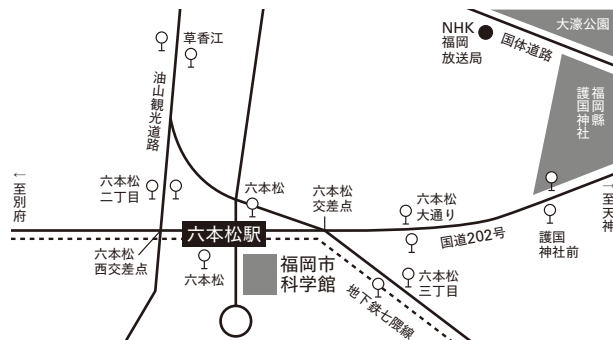 大濠公園
NHK
福岡
放送局
国体道路
草香江
油山観光道路
福岡縣
護国神社
←至別府
六本松
二丁目
六本松
六本松
交差点
六本松
大通り
→至天神
国道202号
護国
神社前
六本松駅
六本松
西交差点
六本松
福岡市
科学館
六本松
三丁目
地下鉄七隈線